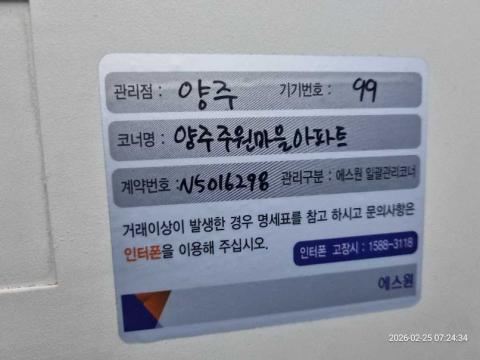 관리점 : 양주 기기번호 : 99
코너명 : 양주주원마을아파트
계약번호 : N5016298 관리구분 : 에스원 일괄관리코너
거래이상이 발생한 경우 명세표를 참고 하시고 문의사항은
인터폰을 이용해 주십시오.
인터폰 고장시 : 1588-3118
에스원
2026-02-25 07:24:34